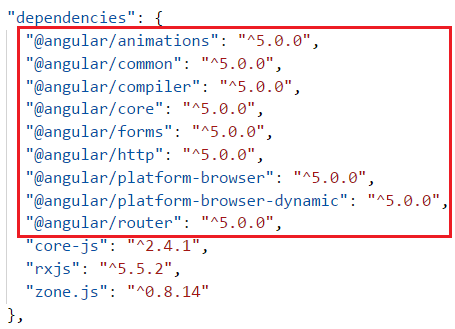 "dependencies": {
"@angular/animations": "^5.0.0",
"@angular/common": "^5.0.0",
"@angular/compiler": "^5.0.0",
"@angular/core": "^5.0.0",
"@angular/forms": "^5.0.0",
"@angular/http": "^5.0.0",
"@angular/platform-browser": "^5.0.0",
"@angular/platform-browser-dynamic": "^5.0.0",
"@angular/router": "^5.0.0",
"core-js": "^2.4.1",
"rxjs": "^5.5.2",
"zone.js": "^0.8.14"
},